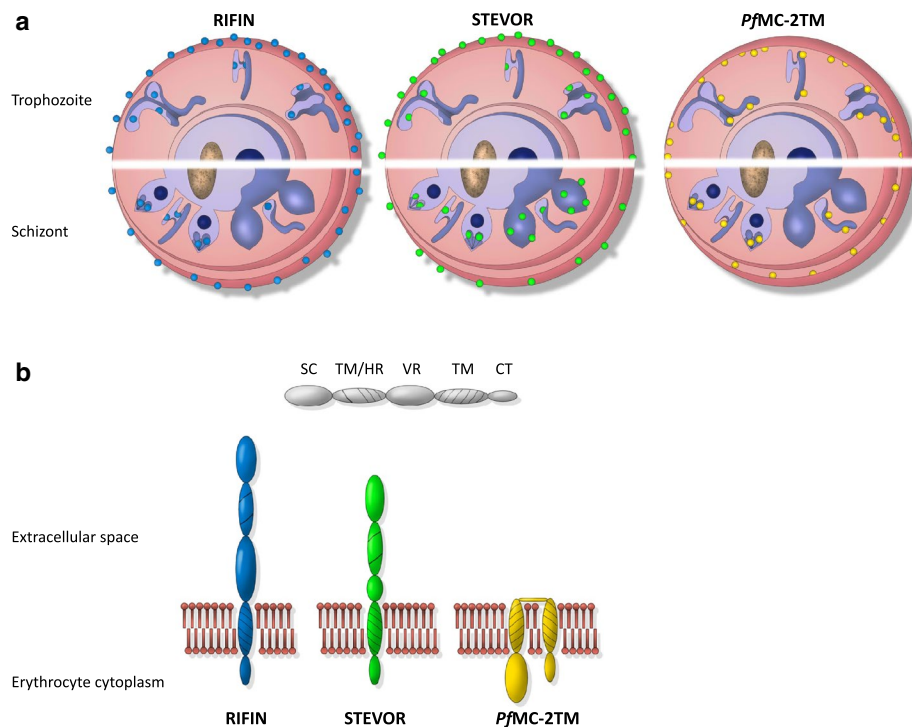 a
RIFIN
STEVOR
PfMC-2TM
Trophozoite
Schizont
b
SC TM/HR VR TM CT
Extracellular space
Erythrocyte cytoplasm
RIFIN
STEVOR
PfMC-2TM